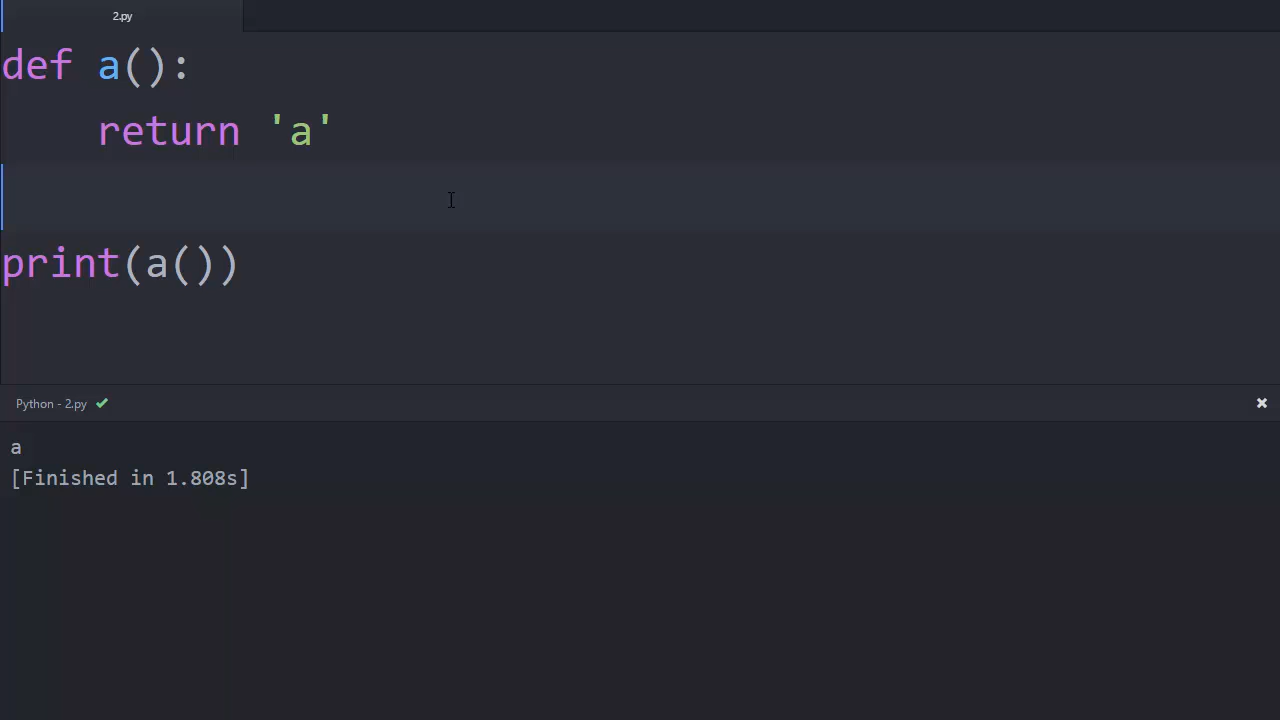 2.py
def a():
    return 'a'
print(a())
Python - 2.py
a
[Finished in 1.808s]